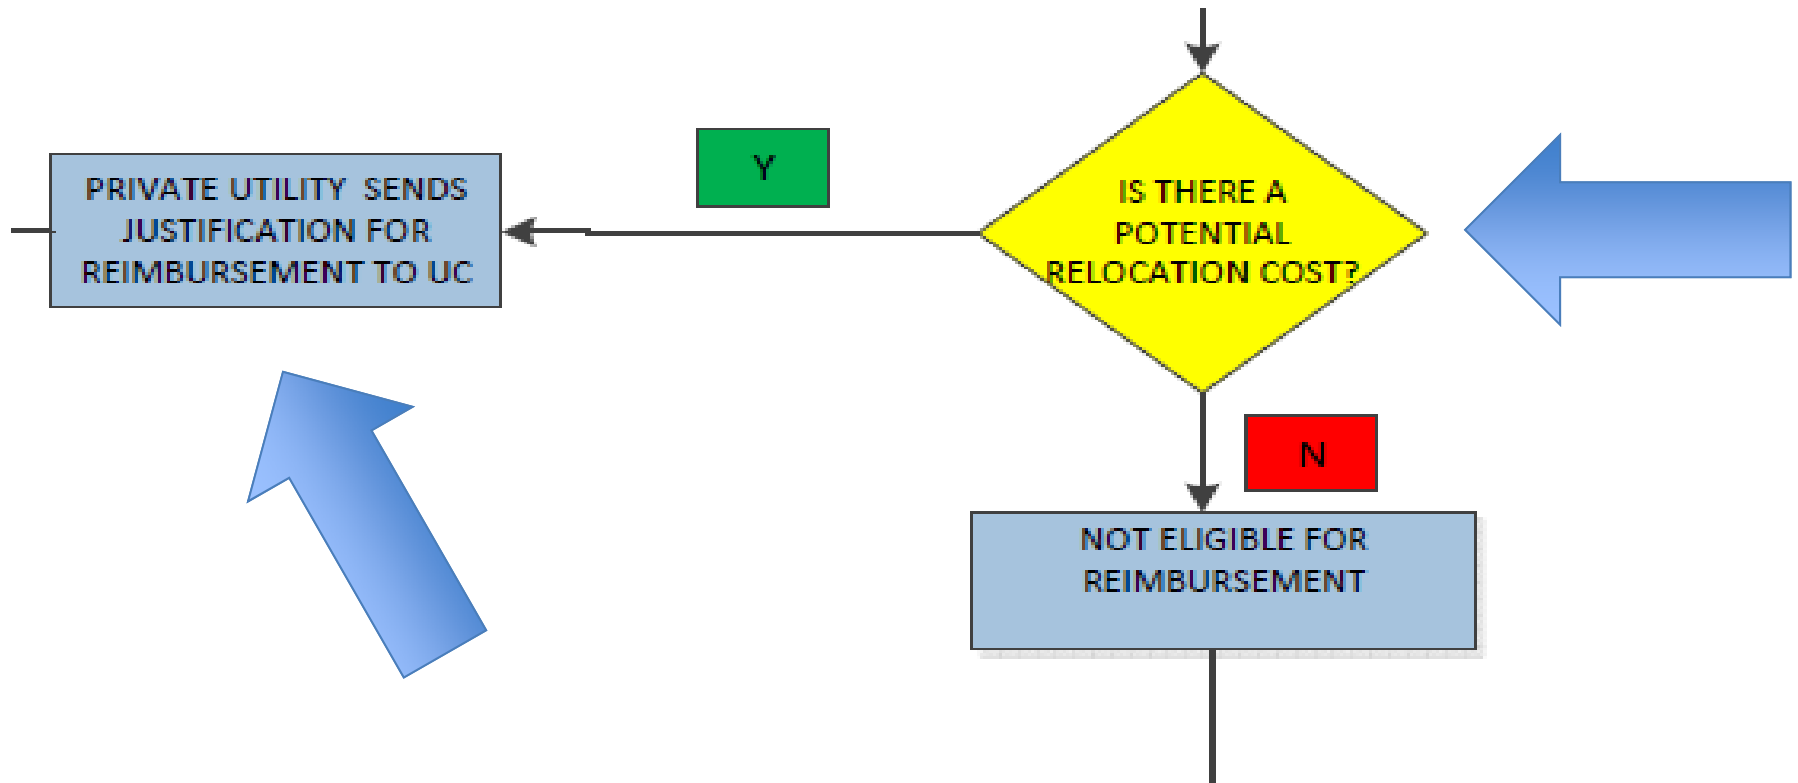 Y
PRIVATE UTILITY SENDS
JUSTIFICATION FOR
REIMBURSEMENT TO UC
IS THERE A
POTENTIAL
RELOCATION COST?
N
NOT ELIGIBLE FOR
REIMBURSEMENT